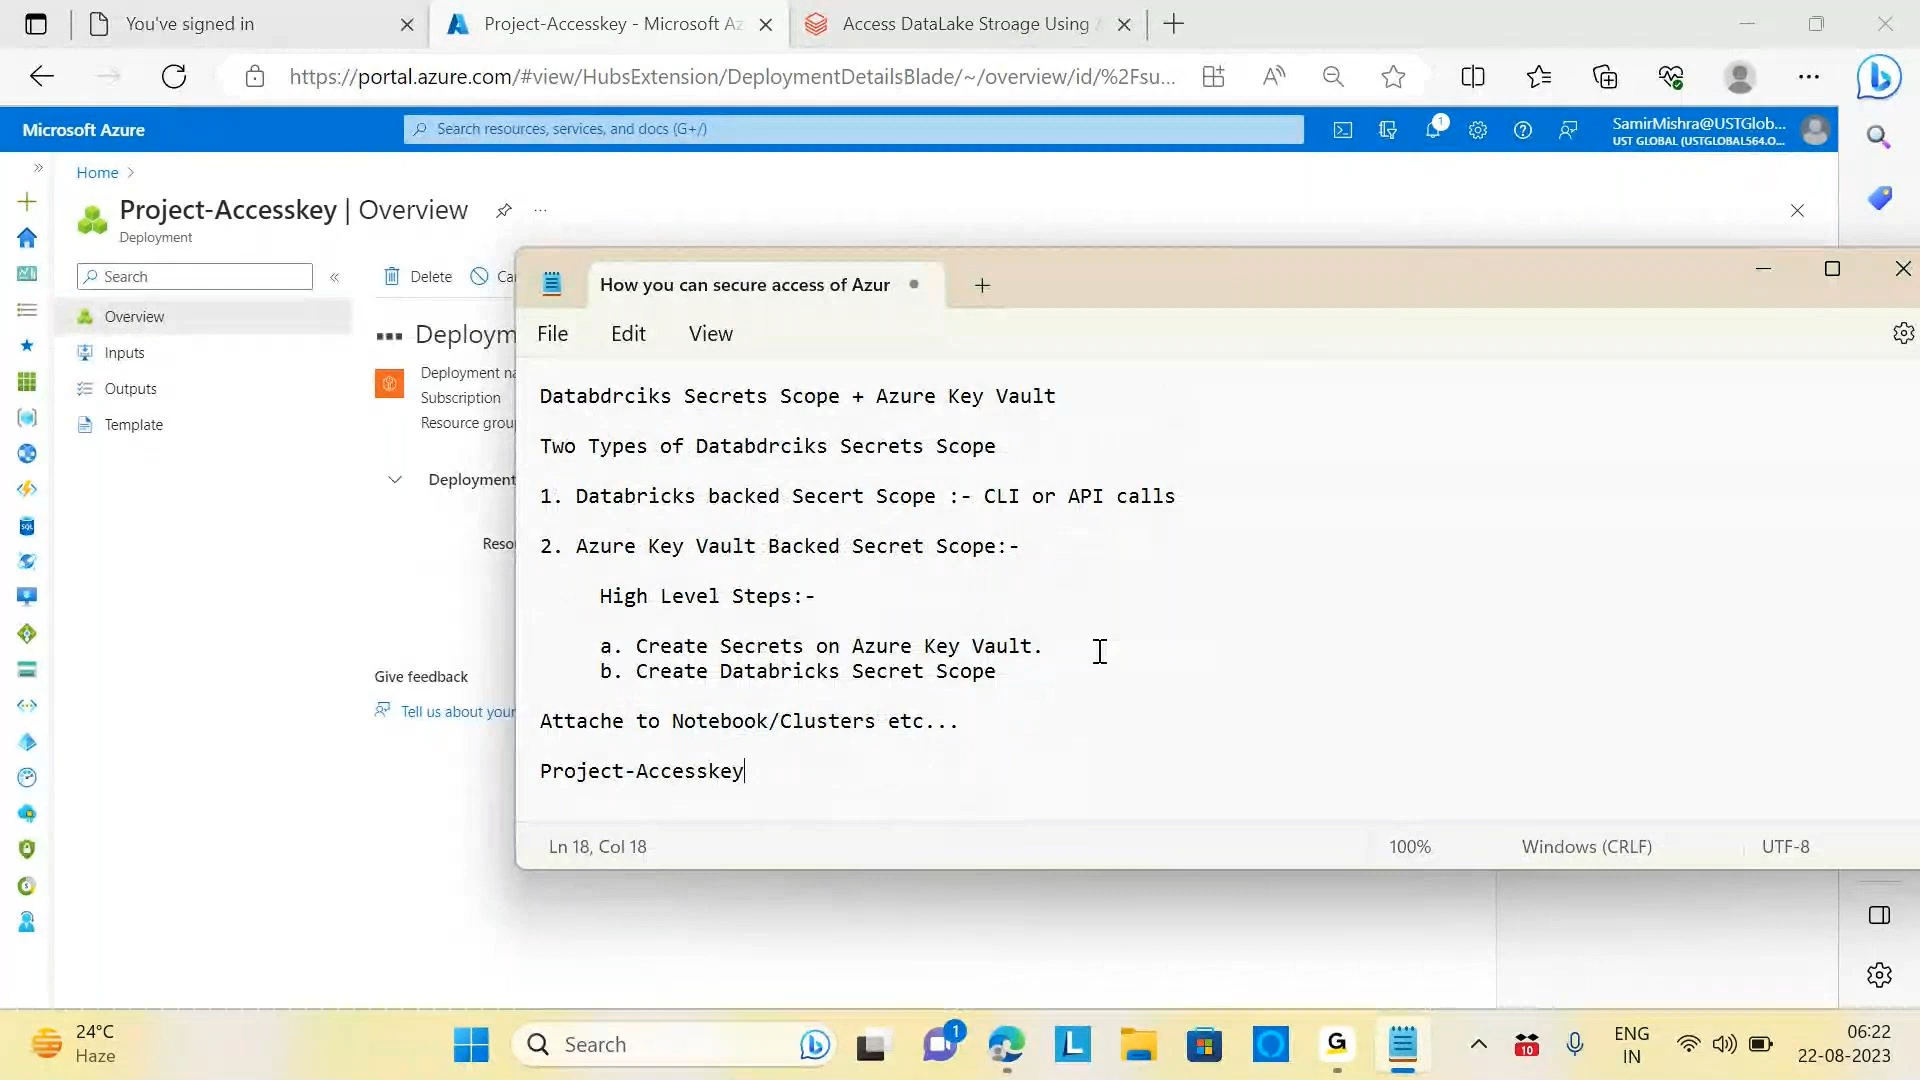 You've signed in
Project-Accesskey - Microsoft Az
Access DataLake Stroage Using
https://portal.azure.com/#view/HubsExtension/DeploymentDetailsBlade/~/overview/id/%2Fsu...
Microsoft Azure
Search resources, services, and docs (G+/)
1
SamirMishra@USTGlob...
UST GLOBAL (USTGLOBAL564.O...
Home
Project-Accesskey | Overview
Deployment
Search
Delete
Overview
Inputs
Outputs
Template
Deploym
Deployment na
Subscription
Resource grou
Deployment
Reso
Give feedback
Tell us about your
How you can secure access of Azur
File
Edit
View
Databdrciks Secrets Scope + Azure Key Vault
Two Types of Databdrciks Secrets Scope
1. Databricks backed Secert Scope :- CLI or API calls
2. Azure Key Vault Backed Secret Scope:-
High Level Steps:-
a. Create Secrets on Azure Key Vault.
b. Create Databricks Secret Scope
Attache to Notebook/Clusters etc...
Project-Accesskey
Ln 18, Col 18
100%
Windows (CRLF)
UTF-8
24°C
Haze
Search
1
10
ENG
IN
06:22
22-08-2023